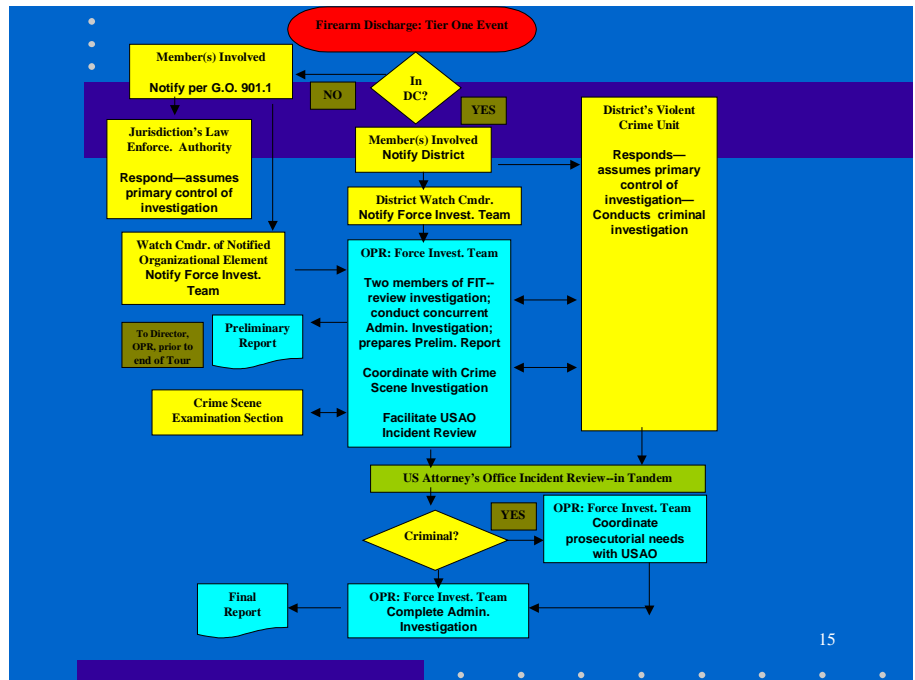 Firearm Discharge: Tier One Event
Member(s) Involved
Notify per G.O. 901.1
In
DC?
NO
YES
Jurisdiction's Law
Enforce. Authority
Respond—assumes
primary control of
investigation
Member(s) Involved
Notify District
District's Violent
Crime Unit
Responds—
assumes primary
control of
investigation—
Conducts criminal
investigation
District Watch Cmdr.
Notify Force Invest. Team
Watch Cmdr. of Notified
Organizational Element
Notify Force Invest.
Team
OPR: Force Invest. Team
Two members of FIT--
review investigation;
conduct concurrent
Admin. Investigation;
prepares Prelim. Report
Coordinate with Crime
Scene Investigation
Facilitate USAO
Incident Review
To Director,
OPR, prior to
end of Tour
Preliminary
Report
Crime Scene
Examination Section
US Attorney's Office Incident Review--in Tandem
Criminal?
YES
OPR: Force Invest. Team
Coordinate
prosecutorial needs
with USAO
Final
Report
OPR: Force Invest. Team
Complete Admin.
Investigation
15